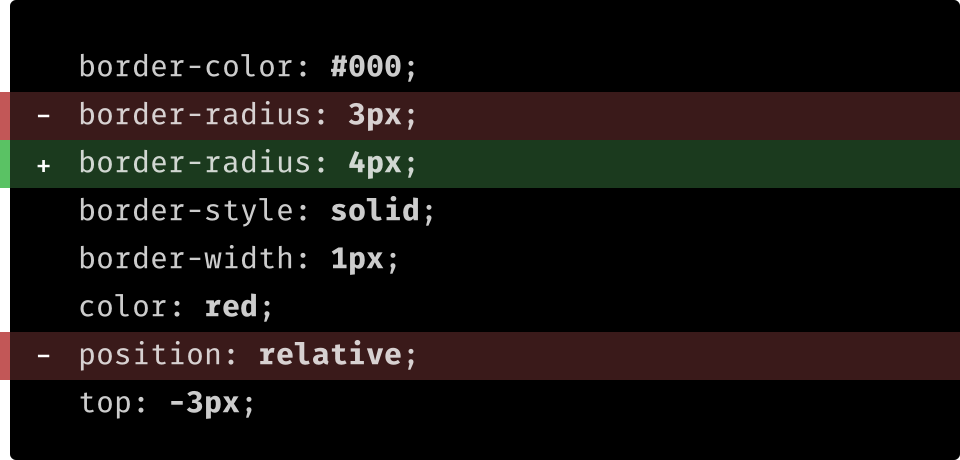 border-color: #000;
- border-radius: 3px;
+ border-radius: 4px;
border-style: solid;
border-width: 1px;
color: red;
- position: relative;
top: -3px;